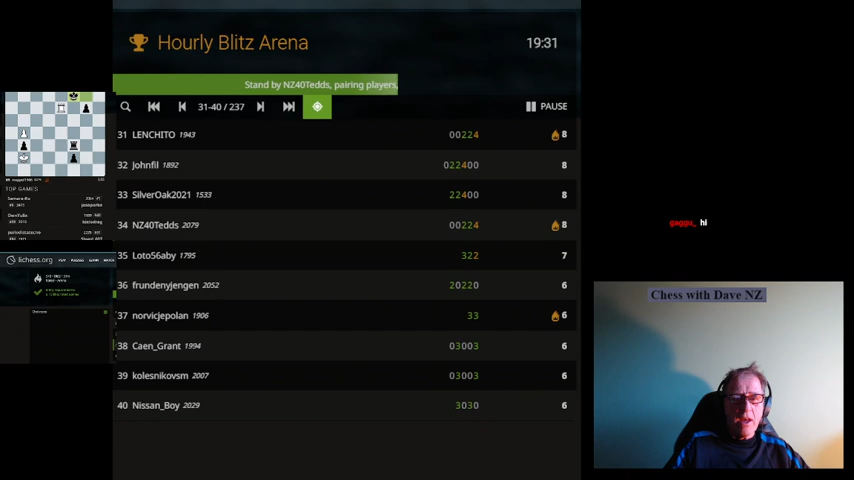 Hourly Blitz Arena
19:31
Stand by NZ40Tedds, pairing players,
31-40 / 237
PAUSE
31 LENCHITO 1943 00224 8
32 Johnfil 1892 022400 8
33 SilverOak2021 1533 22400 8
34 NZ40Tedds 2079 00224 8
35 Loto56aby 1795 322 7
36 frundenyjengen 2052 20220 6
37 norvicjepolan 1906 33 6
38 Caen_Grant 1994 03003 6
39 kolesnikovsm 2007 03003 6
40 Nissan_Boy 2029 3030 6
TOP GAMES
lichess.org
gaggu_ hi
Chess with Dave NZ